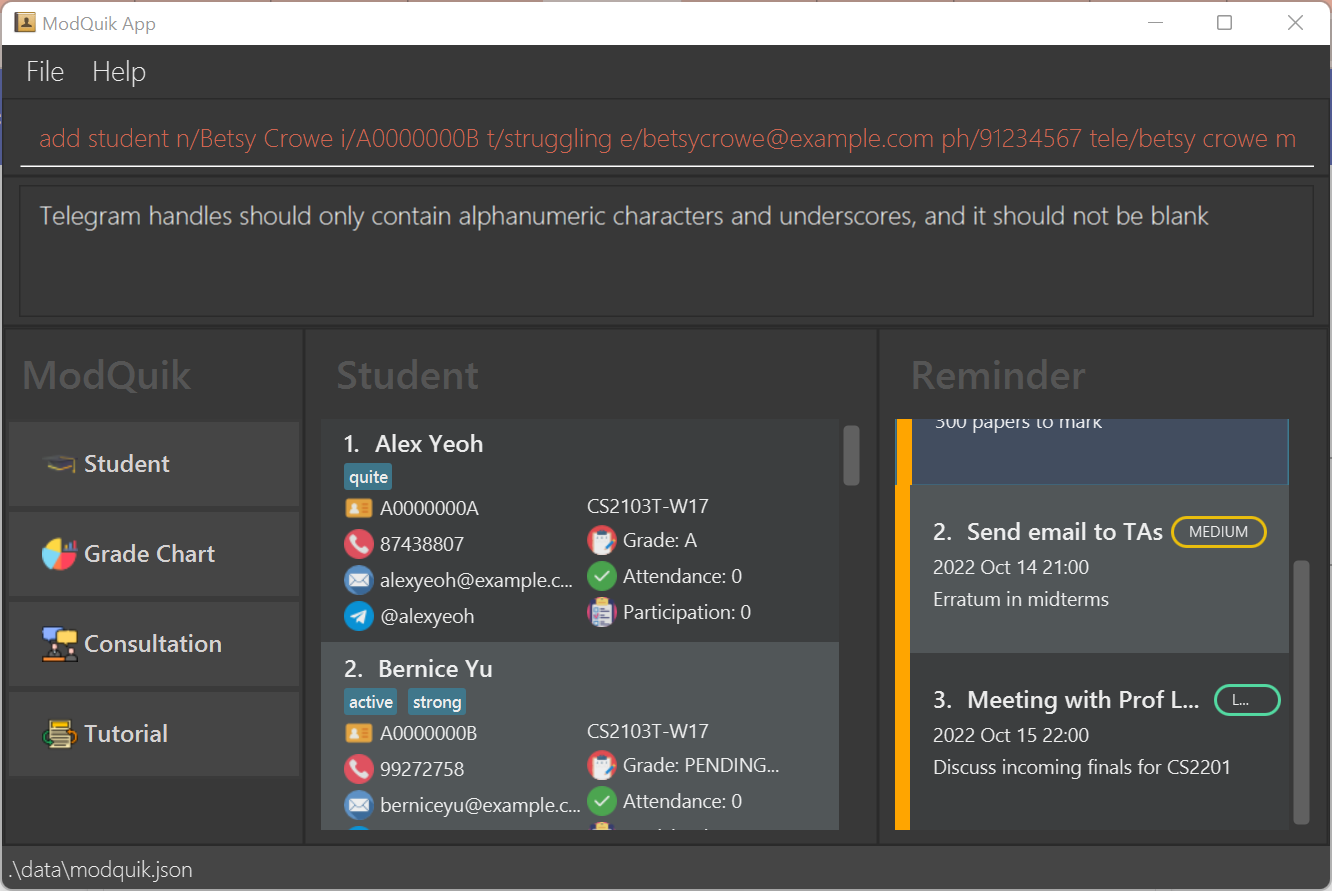 ModQuik App
File Help
add student n/Betsy Crowe i/A0000000B t/struggling e/betsycrowe@example.com ph/91234567 tele/betsy crowe m
Telegram handles should only contain alphanumeric characters and underscores, and it should not be blank
ModQuik
Student
Grade Chart
Consultation
Tutorial
Student
1. Alex Yeoh
quite
A0000000A
87438807
alexyeoh@example.c...
@alexyeoh
CS2103T-W17
Grade: A
Attendance: 0
Participation: 0
2. Bernice Yu
active strong
A0000000B
99272758
berniceyu@example.c...
CS2103T-W17
Grade: PENDING...
Attendance: 0
Reminder
300 papers to mark
2. Send email to TAs MEDIUM
2022 Oct 14 21:00
Erratum in midterms
3. Meeting with Prof L... L...
2022 Oct 15 22:00
Discuss incoming finals for CS2201
.\data\modquik.json